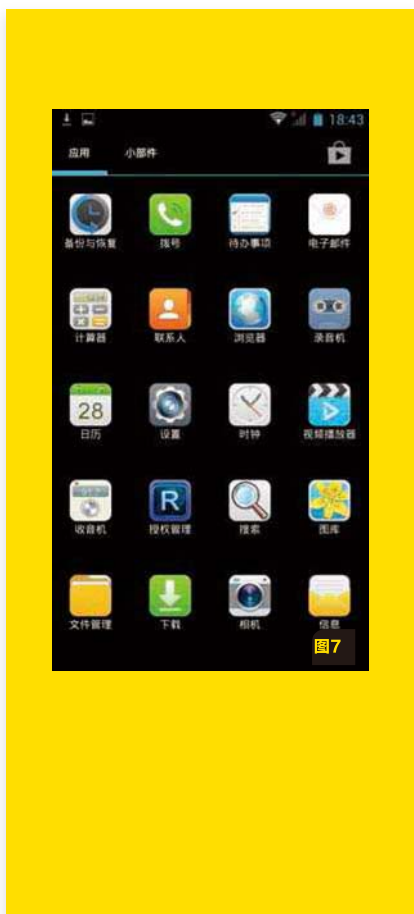 18:43
应用 小部件
备份与恢复 拨号 待办事项 电子邮件
计算器 联系人 浏览器 录音机
28
日历 设置 时钟 视频播放器
R
收音机 授权管理 搜索 图库
文件管理 下载 相机 信息
图7